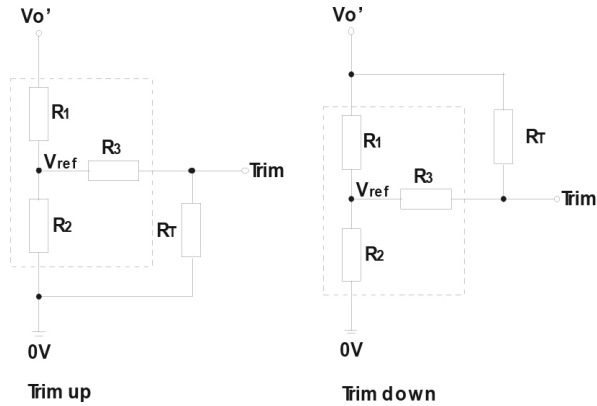 Vo’
R1
Vref
R3
Trim
R2
RT
0V
Trim up
Vo’
R1
RT
Vref
R3
Trim
R2
0V
Trim down